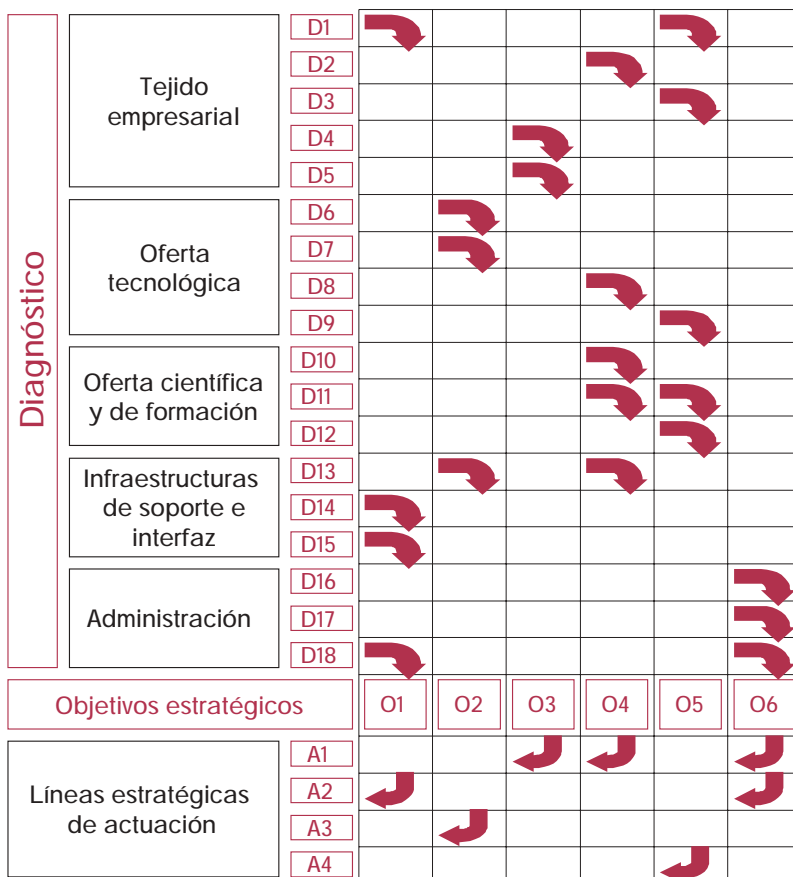 Diagnóstico
Tejido
empresarial
D1
D2
D3
D4
D5
Oferta
tecnológica
D6
D7
D8
D9
Oferta científica
y de formación
D10
D11
D12
Infraestructuras
de soporte e
interfaz
D13
D14
D15
Administración
D16
D17
D18
Objetivos estratégicos
O1
O2
O3
O4
O5
O6
Líneas estratégicas
de actuación
A1
A2
A3
A4